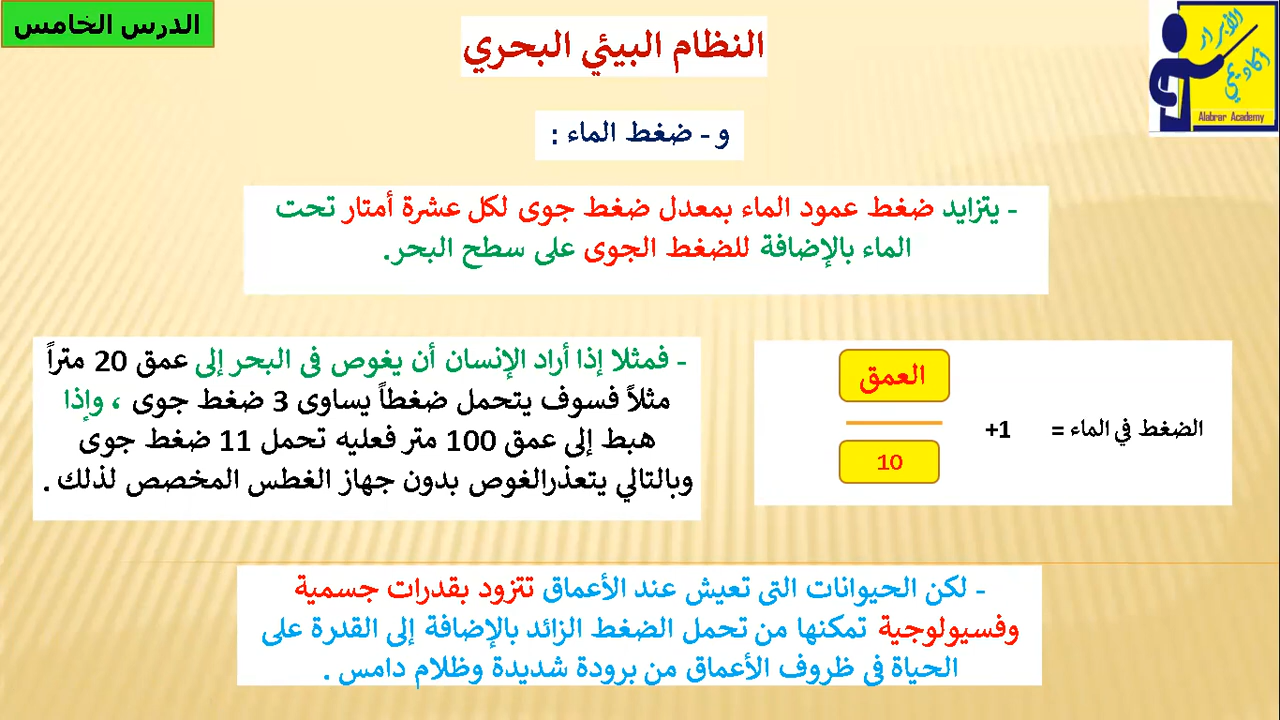 الدرس الخامس
الأبرار
أكاديمي
Alabrar Academy
النظام البيئي البحري
و - ضغط الماء :
- يتزايد ضغط عمود الماء بمعدل ضغط جوى لكل عشرة أمتار تحت
الماء بالإضافة للضغط الجوى على سطح البحر.
الضغط في الماء = 1+
العمق
10
- فمثلا إذا أراد الإنسان أن يغوص فى البحر إلى عمق 20 متراً
مثلاً فسوف يتحمل ضغطاً يساوى 3 ضغط جوى ، وإذا
هبط إلى عمق 100 متر فعليه تحمل 11 ضغط جوى
وبالتالي يتعذرالغوص بدون جهاز الغطس المخصص لذلك .
- لكن الحيوانات التى تعيش عند الأعماق تتزود بقدرات جسمية
وفسيولوجية تمكنها من تحمل الضغط الزائد بالإضافة إلى القدرة على
الحياة فى ظروف الأعماق من برودة شديدة وظلام دامس .